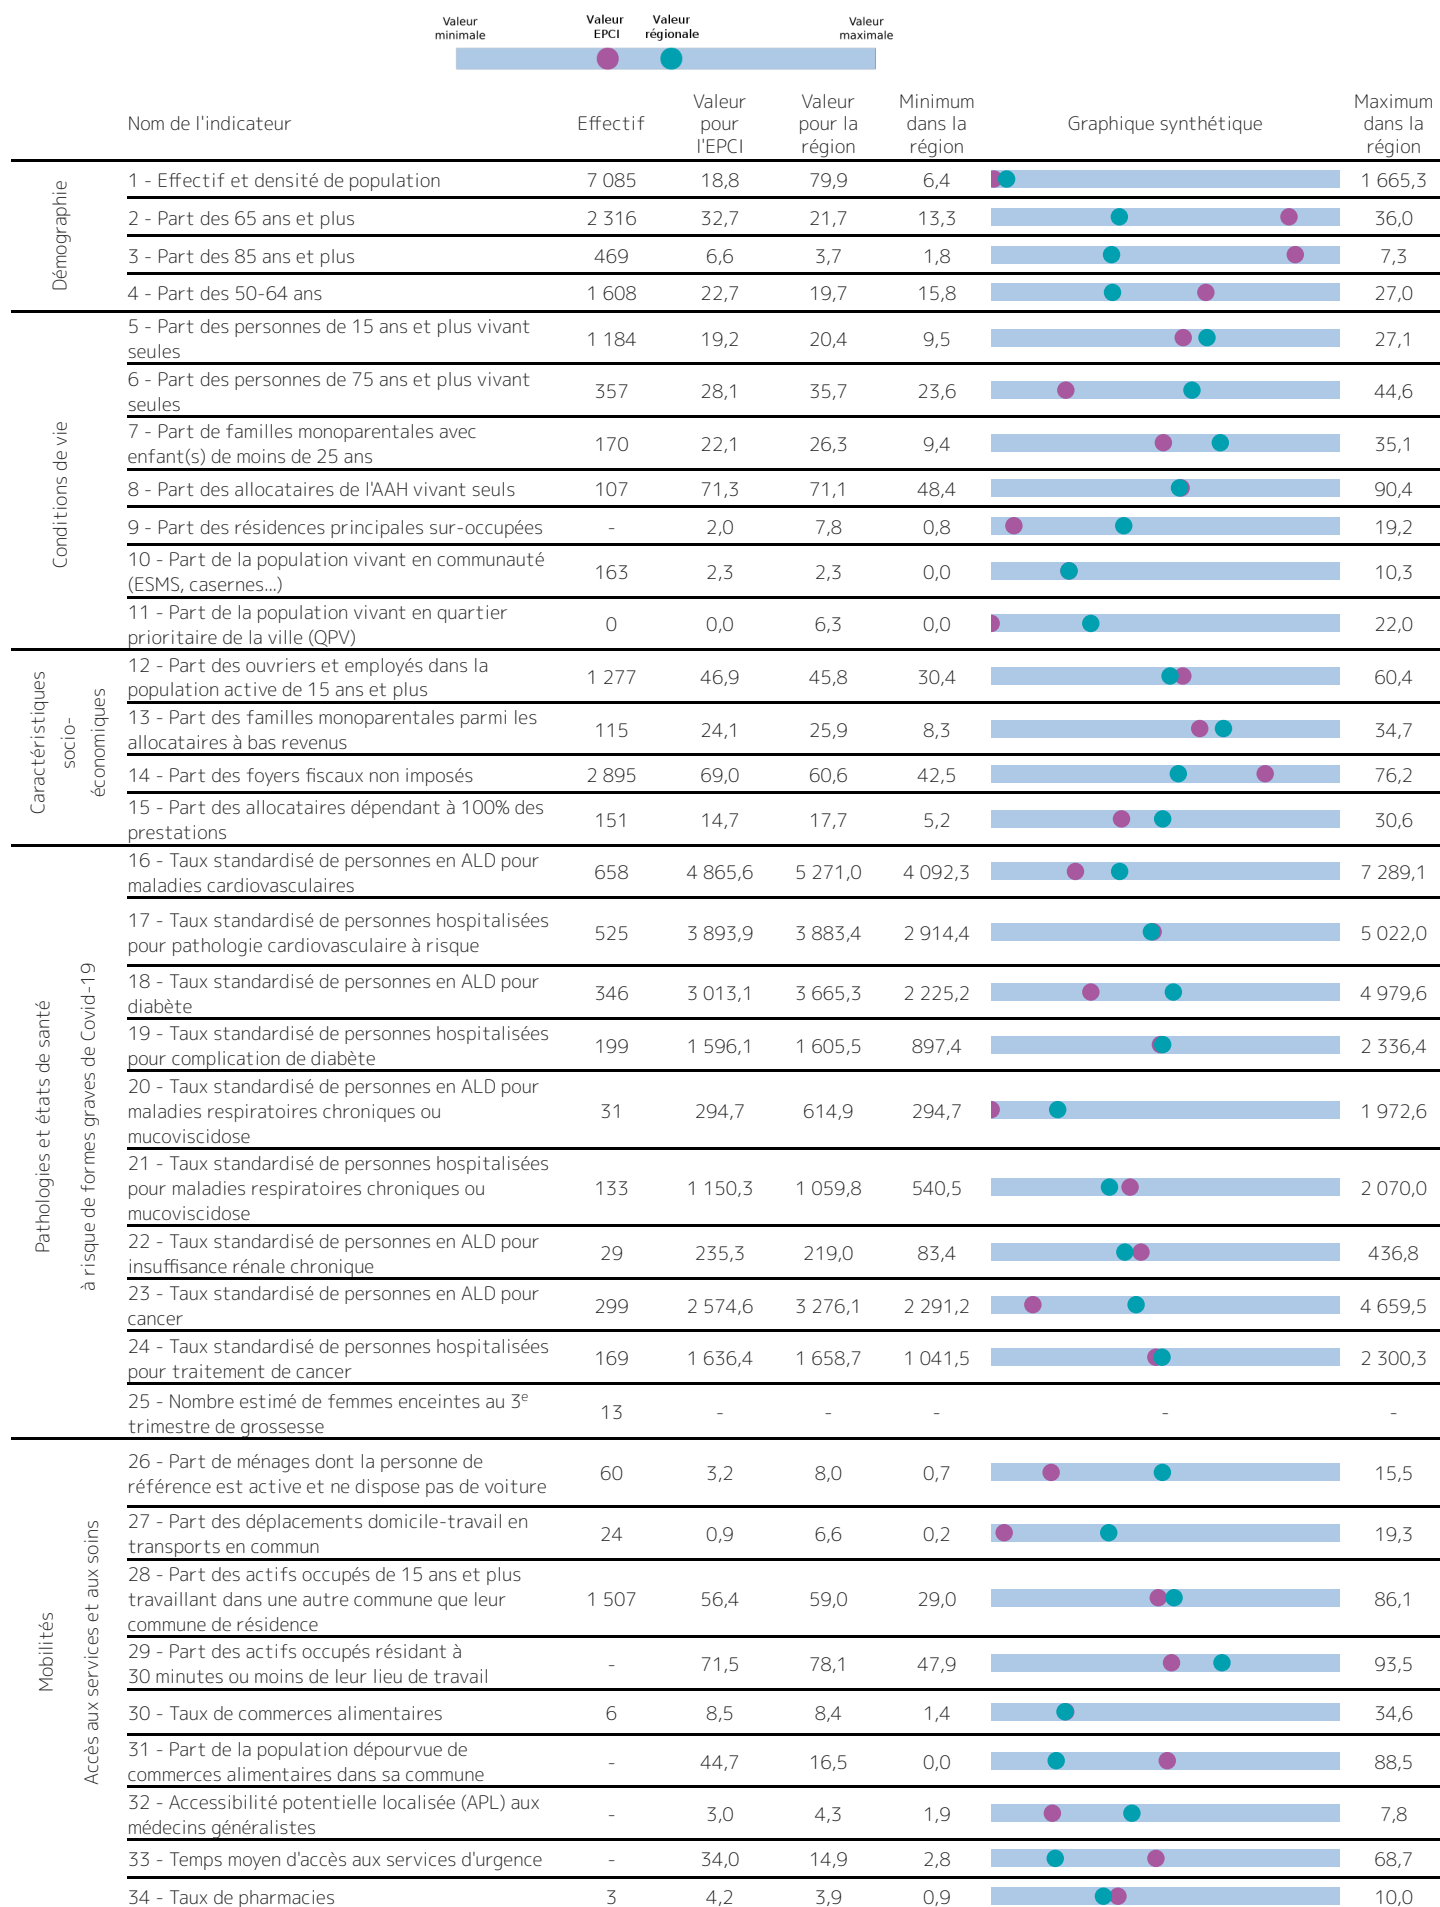 Valeur minimale
Valeur EPCI
Valeur régionale
Valeur maximale
Nom de l'indicateur
Effectif
Valeur pour l'EPCI
Valeur pour la région
Minimum dans la région
Graphique synthétique
Maximum dans la région
Démographie
1 - Effectif et densité de population 7 085 18,8 79,9 6,4 1 665,3
2 - Part des 65 ans et plus 2 316 32,7 21,7 13,3 36,0
3 - Part des 85 ans et plus 469 6,6 3,7 1,8 7,3
4 - Part des 50-64 ans 1 608 22,7 19,7 15,8 27,0
Conditions de vie
5 - Part des personnes de 15 ans et plus vivant
seules 1 184 19,2 20,4 9,5 27,1
6 - Part des personnes de 75 ans et plus vivant
seules 357 28,1 35,7 23,6 44,6
7 - Part de familles monoparentales avec
enfant(s) de moins de 25 ans 170 22,1 26,3 9,4 35,1
8 - Part des allocataires de l'AAH vivant seuls 107 71,3 71,1 48,4 90,4
9 - Part des résidences principales sur-occupées - 2,0 7,8 0,8 19,2
10 - Part de la population vivant en communauté
(ESMS, casernes...) 163 2,3 2,3 0,0 10,3
11 - Part de la population vivant en quartier
prioritaire de la ville (QPV) 0 0,0 6,3 0,0 22,0
Caractéristiques
socio-
économiques
12 - Part des ouvriers et employés dans la
population active de 15 ans et plus 1 277 46,9 45,8 30,4 60,4
13 - Part des familles monoparentales parmi les
allocataires à bas revenus 115 24,1 25,9 8,3 34,7
14 - Part des foyers fiscaux non imposés 2 895 69,0 60,6 42,5 76,2
15 - Part des allocataires dépendant à 100% des
prestations 151 14,7 17,7 5,2 30,6
Pathologies et états de santé
à risque de formes graves de Covid-19
16 - Taux standardisé de personnes en ALD pour
maladies cardiovasculaires 658 4 865,6 5 271,0 4 092,3 7 289,1
17 - Taux standardisé de personnes hospitalisées
pour pathologie cardiovasculaire à risque 525 3 893,9 3 883,4 2 914,4 5 022,0
18 - Taux standardisé de personnes en ALD pour
diabète 346 3 013,1 3 665,3 2 225,2 4 979,6
19 - Taux standardisé de personnes hospitalisées
pour complication de diabète 199 1 596,1 1 605,5 897,4 2 336,4
20 - Taux standardisé de personnes en ALD pour
maladies respiratoires chroniques ou
mucoviscidose 31 294,7 614,9 294,7 1 972,6
21 - Taux standardisé de personnes hospitalisées
pour maladies respiratoires chroniques ou
mucoviscidose 133 1 150,3 1 059,8 540,5 2 070,0
22 - Taux standardisé de personnes en ALD pour
insuffisance rénale chronique 29 235,3 219,0 83,4 436,8
23 - Taux standardisé de personnes en ALD pour
cancer 299 2 574,6 3 276,1 2 291,2 4 659,5
24 - Taux standardisé de personnes hospitalisées
pour traitement de cancer 169 1 636,4 1 658,7 1 041,5 2 300,3
25 - Nombre estimé de femmes enceintes au 3e
trimestre de grossesse 13 - - - - -
Mobilités
Accès aux services et aux soins
26 - Part de ménages dont la personne de
référence est active et ne dispose pas de voiture 60 3,2 8,0 0,7 15,5
27 - Part des déplacements domicile-travail en
transports en commun 24 0,9 6,6 0,2 19,3
28 - Part des actifs occupés de 15 ans et plus
travaillant dans une autre commune que leur
commune de résidence 1 507 56,4 59,0 29,0 86,1
29 - Part des actifs occupés résidant à
30 minutes ou moins de leur lieu de travail - 71,5 78,1 47,9 93,5
30 - Taux de commerces alimentaires 6 8,5 8,4 1,4 34,6
31 - Part de la population dépourvue de
commerces alimentaires dans sa commune - 44,7 16,5 0,0 88,5
32 - Accessibilité potentielle localisée (APL) aux
médecins généralistes - 3,0 4,3 1,9 7,8
33 - Temps moyen d'accès aux services d'urgence - 34,0 14,9 2,8 68,7
34 - Taux de pharmacies 3 4,2 3,9 0,9 10,0